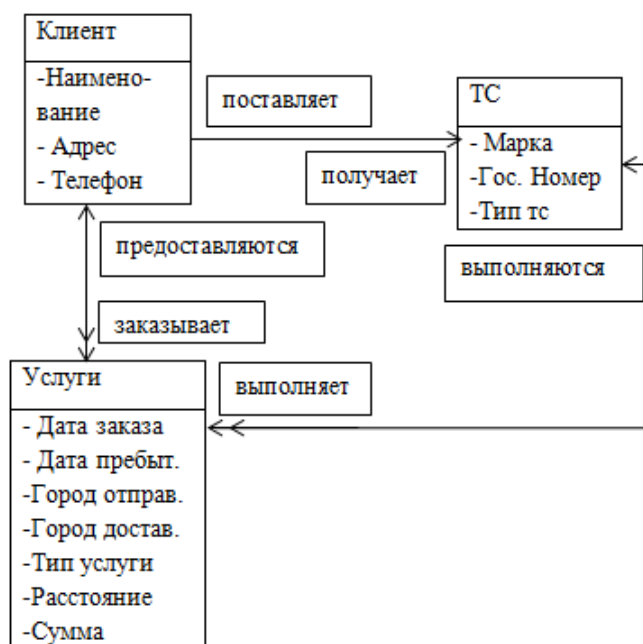 Клиент
-Наимено-
вание
- Адрес
- Телефон
поставляет
получает
ТС
- Марка
-Гос. Номер
-Тип тс
предоставляются
выполняются
заказывает
Услуги
- Дата заказа
- Дата пребыт.
-Город отправ.
-Город достав.
-Тип услуги
-Расстояние
-Сумма
выполняет